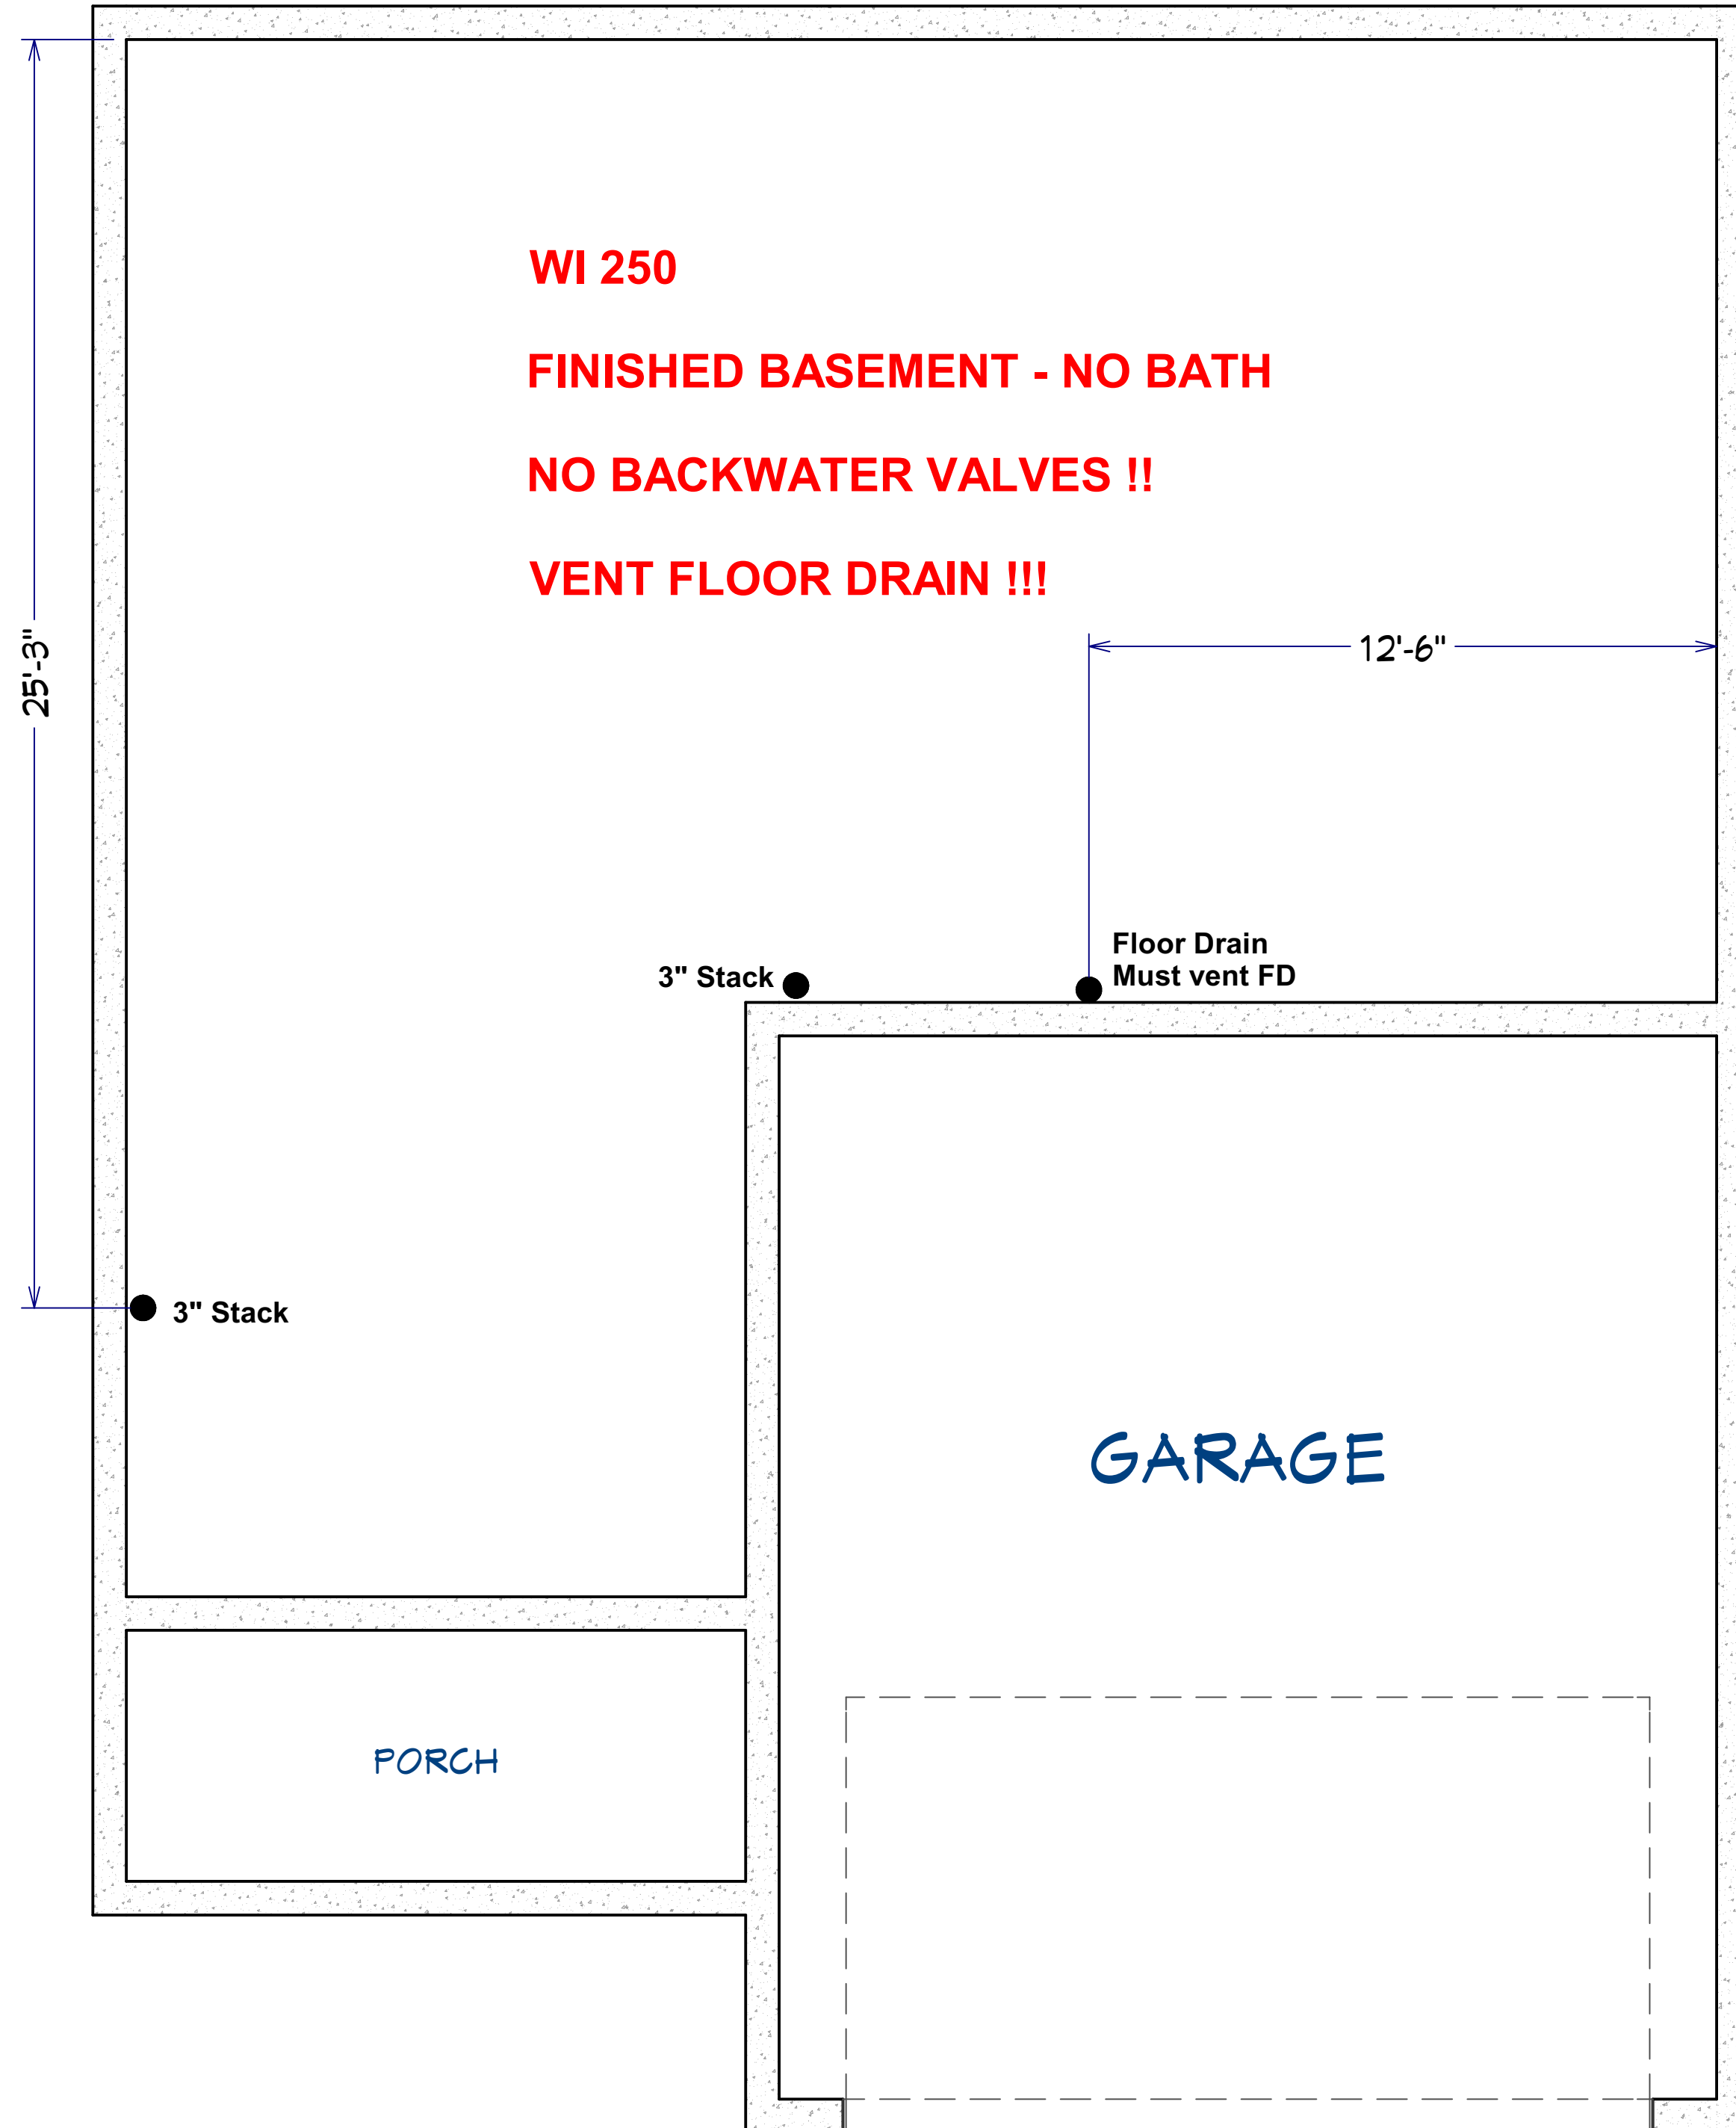 WI 250
FINISHED BASEMENT - NO BATH
NO BACKWATER VALVES !!
VENT FLOOR DRAIN !!!
25'-3"
12'-6"
Floor Drain
Must vent FD
3" Stack
3" Stack
GARAGE
PORCH